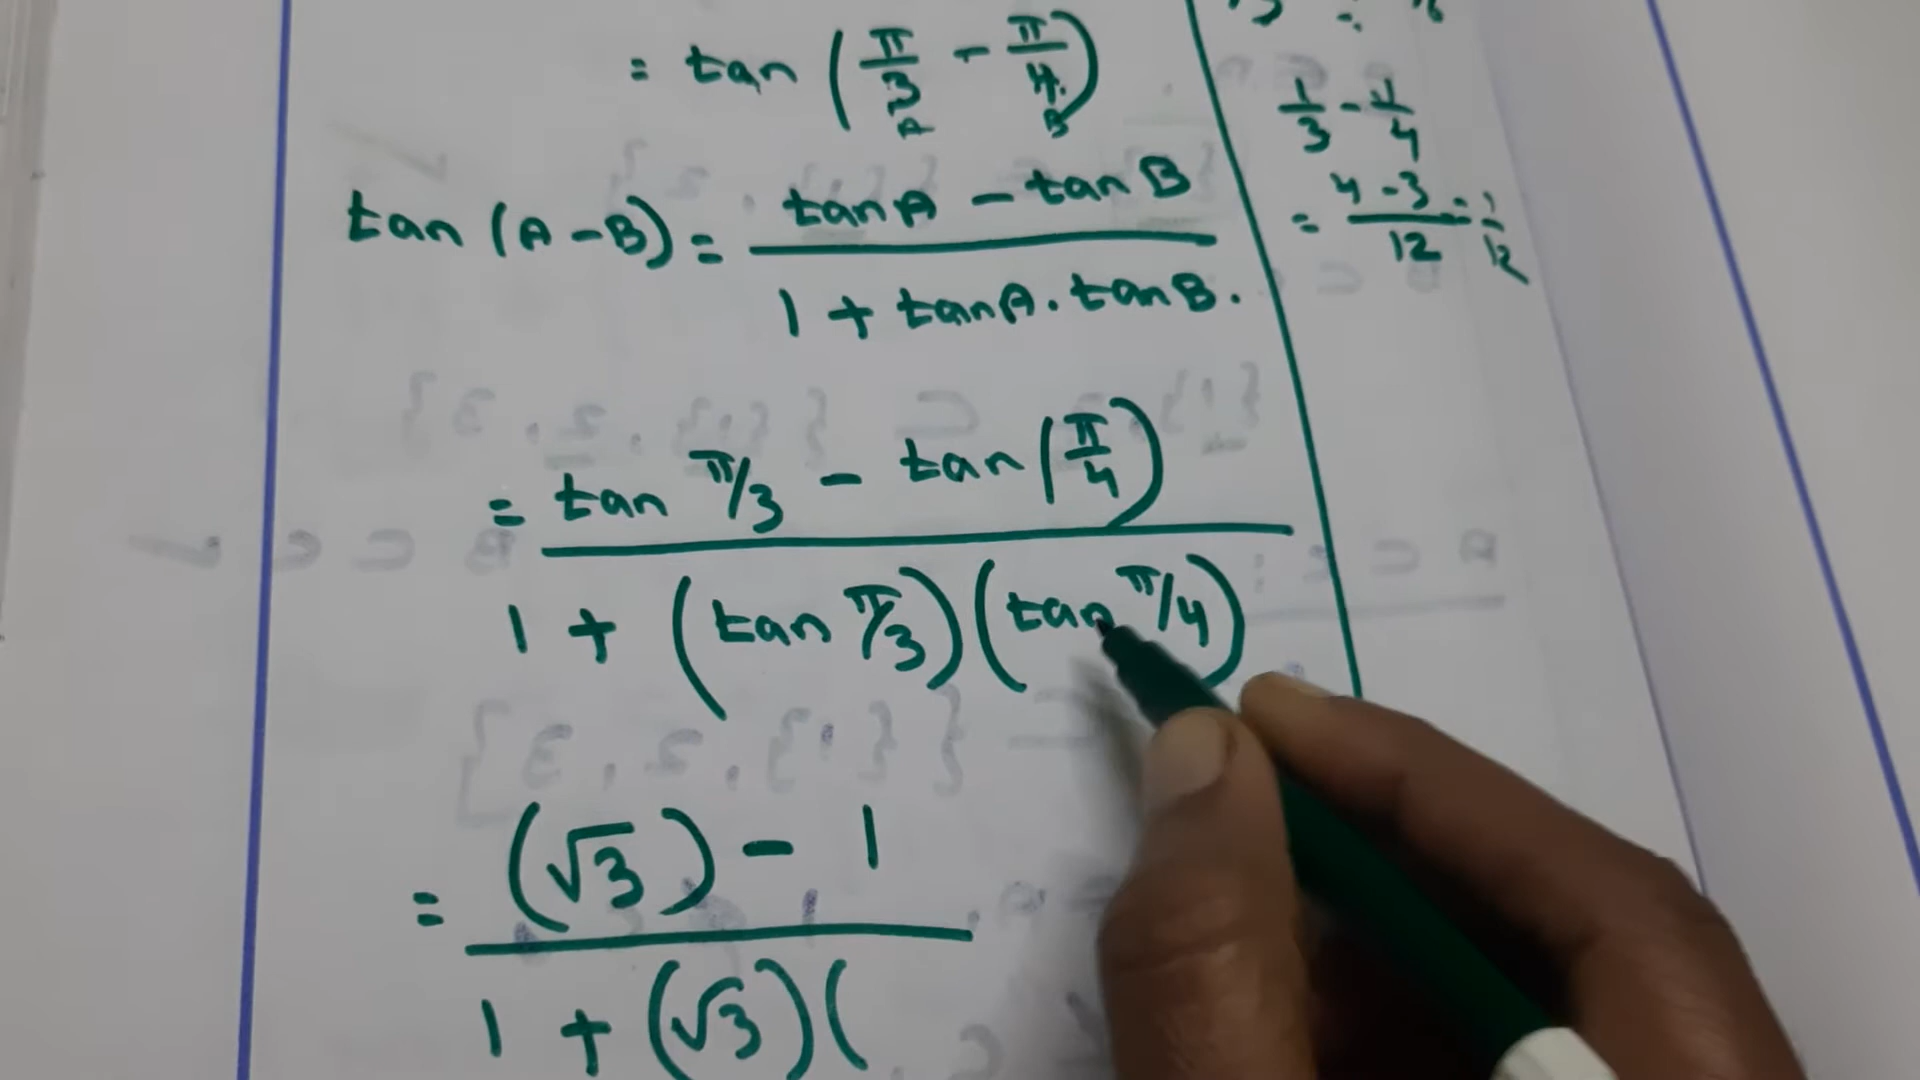 = tan (π/3 - π/4)
A B
tan (A - B) = tan A - tan B / 1 + tan A . tan B .
= tan π/3 - tan (π/4) / 1 + (tan π/3) (tan π/4)
= (√3) - 1 / 1 + (√3) (
1/3 - 1/4
= 4 - 3 / 12 = 1/12